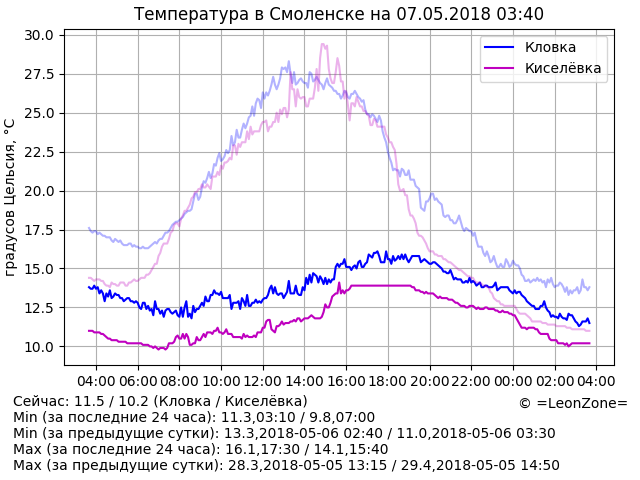 Температура в Смоленске на 07.05.2018 03:40
градусов Цельсия, °C
30.0
27.5
25.0
22.5
20.0
17.5
15.0
12.5
10.0
Кловка
Киселёвка
04:00 06:00 08:00 10:00 12:00 14:00 16:00 18:00 20:00 22:00 00:00 02:00 04:00
Сейчас: 11.5 / 10.2 (Кловка / Киселёвка)
© =LeonZone=
Min (за последние 24 часа): 11.3,03:10 / 9.8,07:00
Min (за предыдущие сутки): 13.3,2018-05-06 02:40 / 11.0,2018-05-06 03:30
Max (за последние 24 часа): 16.1,17:30 / 14.1,15:40
Max (за предыдущие сутки): 28.3,2018-05-05 13:15 / 29.4,2018-05-05 14:50